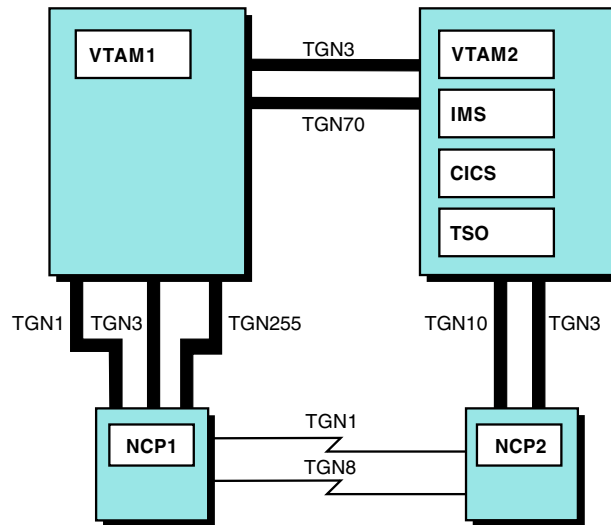 VTAM1
TGN3
VTAM2
TGN70
IMS
CICS
TSO
TGN1
TGN3
TGN255
TGN10
TGN3
NCP1
TGN1
NCP2
TGN8